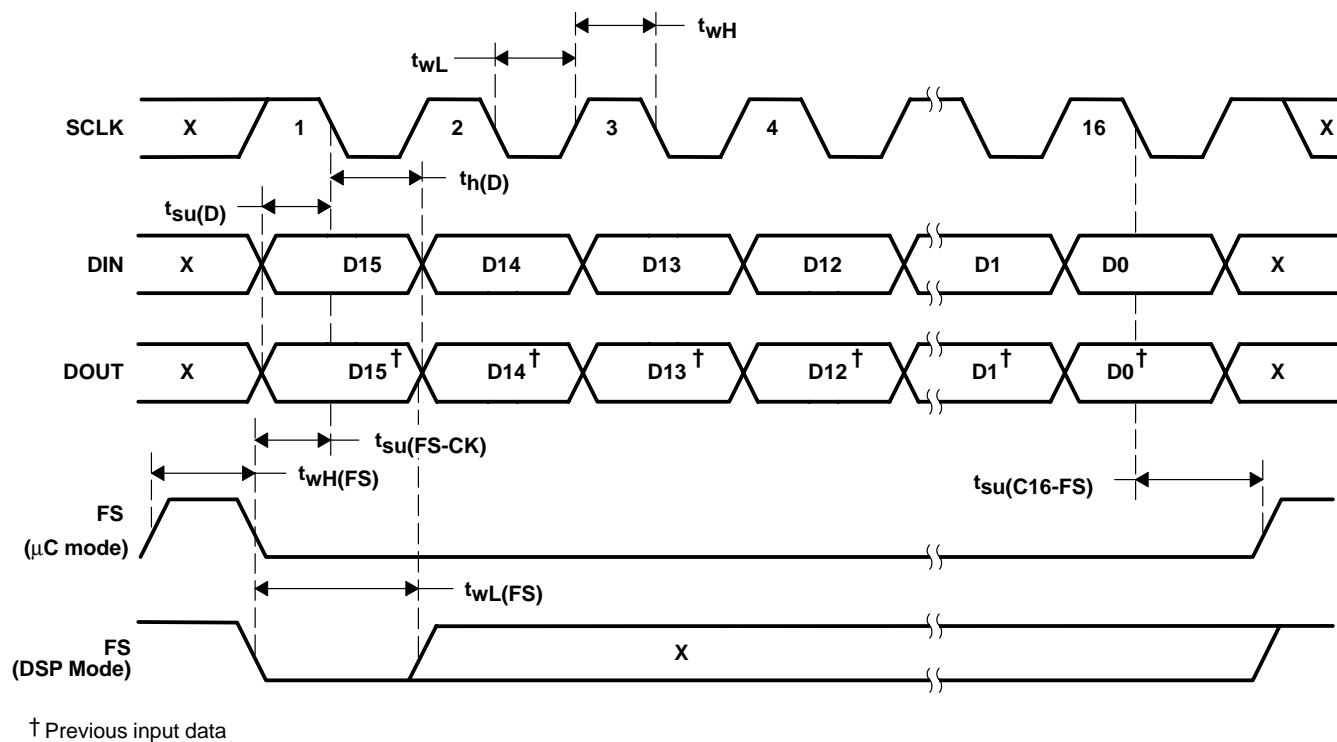 twH
twL
SCLK X 1 2 3 4 16 X
th(D)
tsu(D)
DIN X D15 D14 D13 D12 D1 D0 X
DOUT X D15† D14† D13† D12† D1† D0† X
tsu(FS-CK)
twH(FS)
tsu(C16-FS)
FS
(μC mode)
twL(FS)
FS
(DSP Mode)
X
† Previous input data